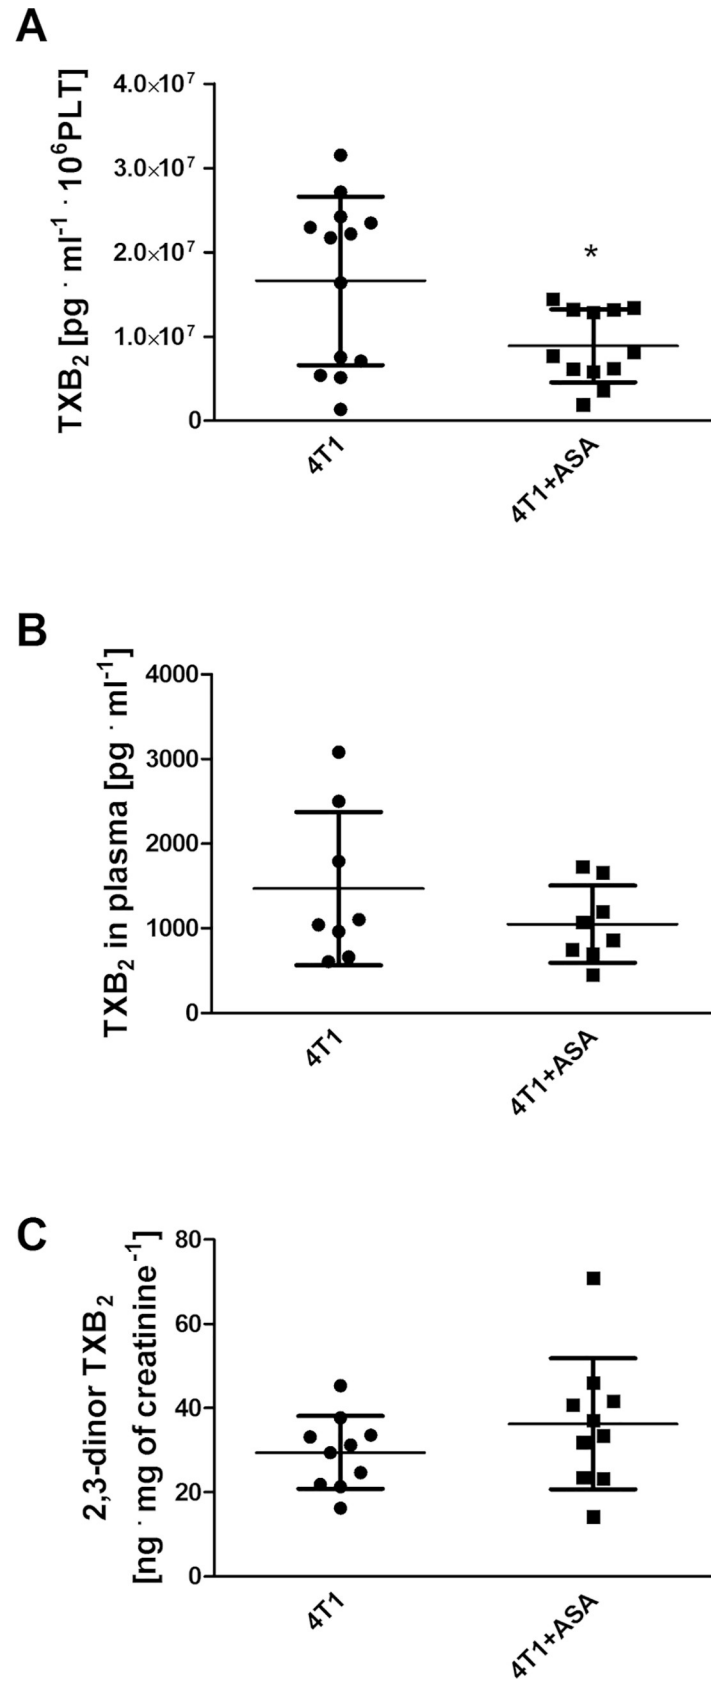 A
TXB₂ [pg · ml⁻¹ · 10⁶PLT]
4.0×10⁷
3.0×10⁷
2.0×10⁷
1.0×10⁷
0
*
4T1
4T1+ASA
B
TXB₂ in plasma [pg · ml⁻¹]
4000
3000
2000
1000
0
4T1
4T1+ASA
C
2,3-dinor TXB₂
[ng · mg of creatinine⁻¹]
80
60
40
20
0
4T1
4T1+ASA